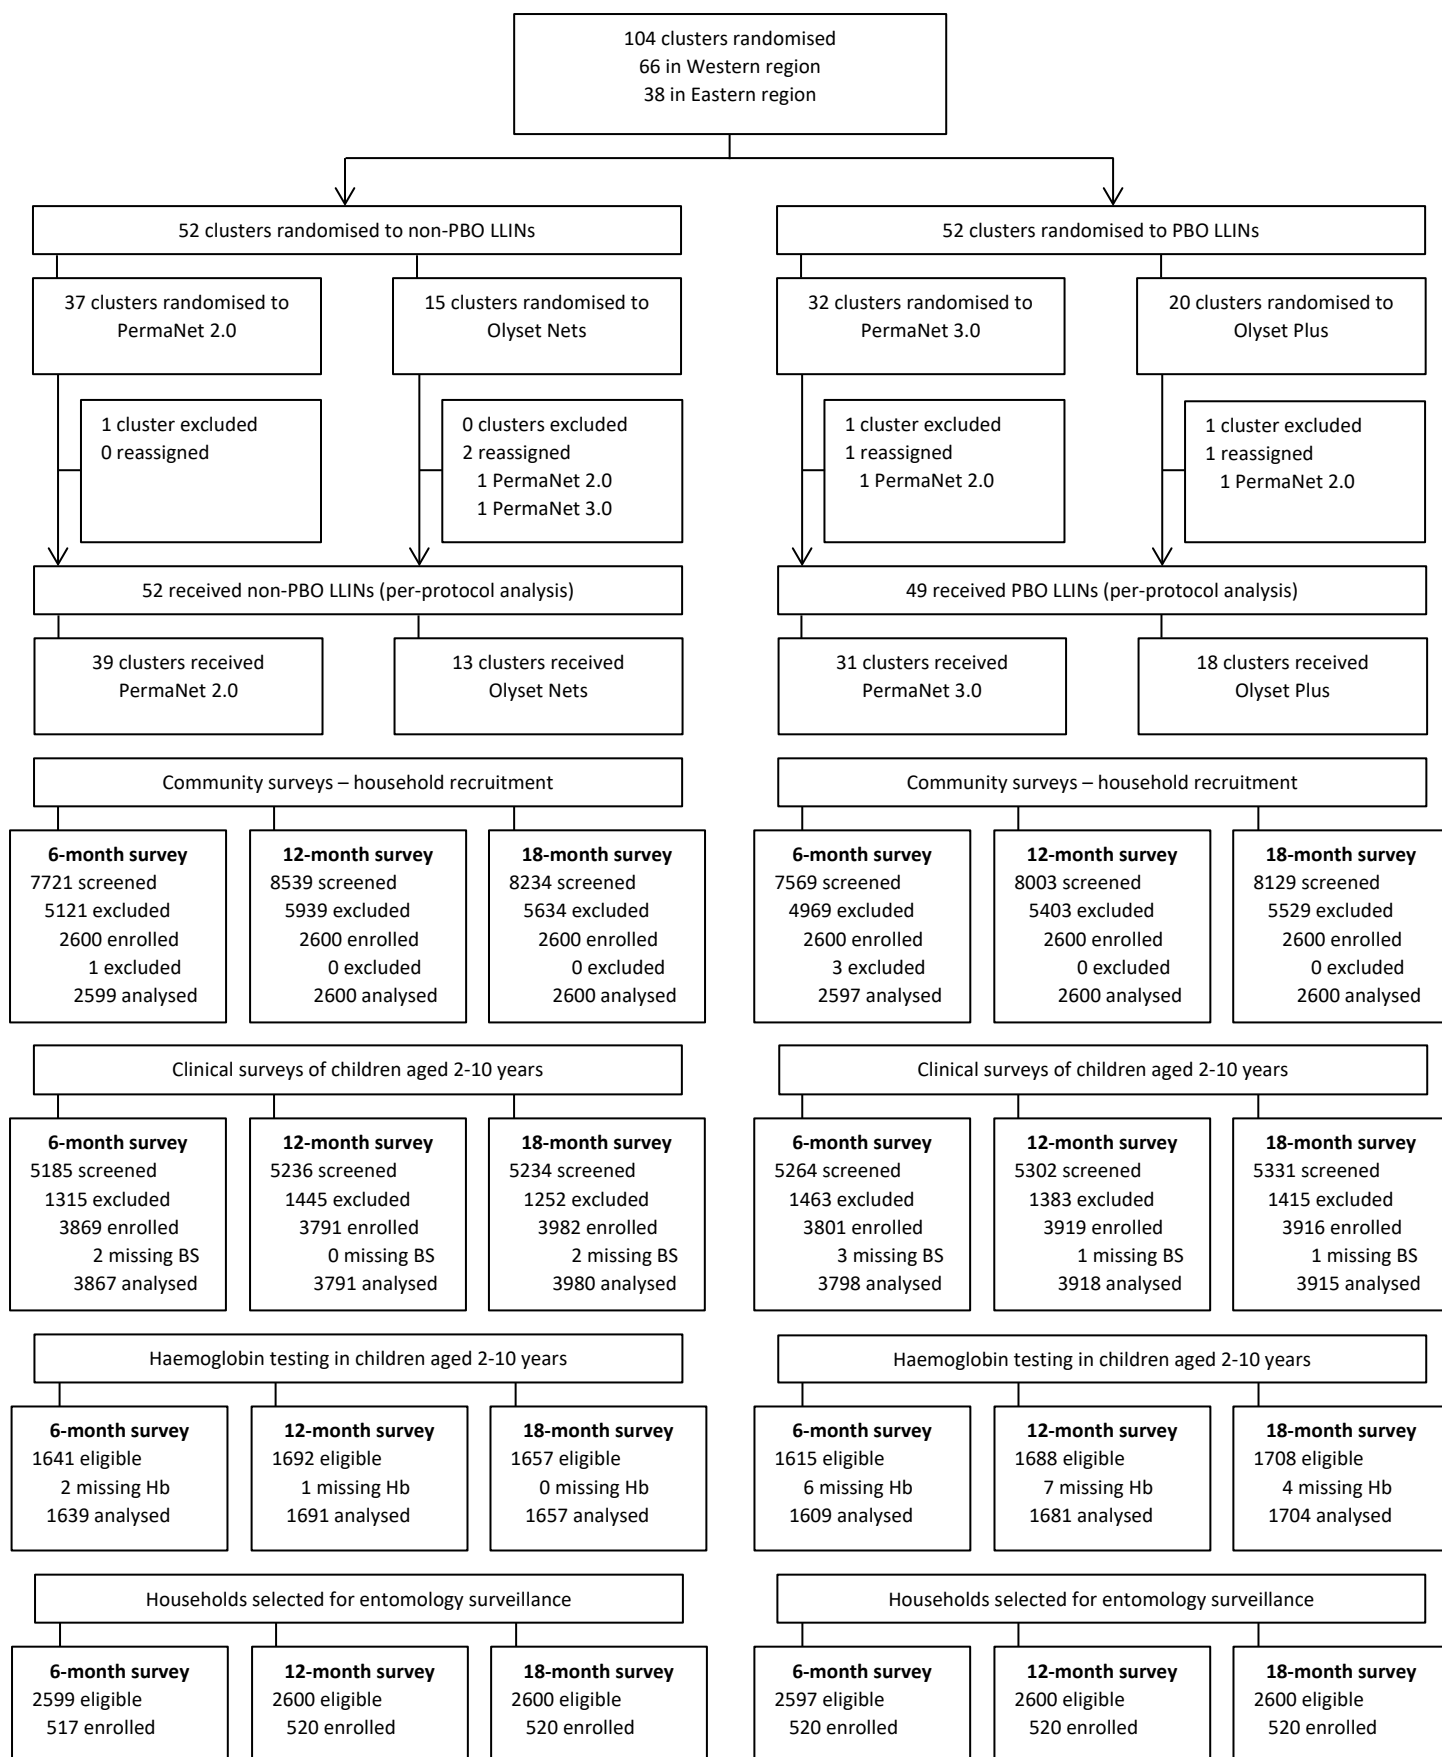 104 clusters randomised
66 in Western region
38 in Eastern region
52 clusters randomised to non-PBO LLINs
52 clusters randomised to PBO LLINs
37 clusters randomised to
PermaNet 2.0
15 clusters randomised to
Olyset Nets
32 clusters randomised to
PermaNet 3.0
20 clusters randomised to
Olyset Plus
1 cluster excluded
0 reassigned
0 clusters excluded
2 reassigned
1 PermaNet 2.0
1 PermaNet 3.0
1 cluster excluded
1 reassigned
1 PermaNet 2.0
1 cluster excluded
1 reassigned
1 PermaNet 2.0
52 received non-PBO LLINs (per-protocol analysis)
49 received PBO LLINs (per-protocol analysis)
39 clusters received
PermaNet 2.0
13 clusters received
Olyset Nets
31 clusters received
PermaNet 3.0
18 clusters received
Olyset Plus
Community surveys – household recruitment
Community surveys – household recruitment
6-month survey
7721 screened
5121 excluded
2600 enrolled
1 excluded
2599 analysed
12-month survey
8539 screened
5939 excluded
2600 enrolled
0 excluded
2600 analysed
18-month survey
8234 screened
5634 excluded
2600 enrolled
0 excluded
2600 analysed
6-month survey
7569 screened
4969 excluded
2600 enrolled
3 excluded
2597 analysed
12-month survey
8003 screened
5403 excluded
2600 enrolled
0 excluded
2600 analysed
18-month survey
8129 screened
5529 excluded
2600 enrolled
0 excluded
2600 analysed
Clinical surveys of children aged 2-10 years
Clinical surveys of children aged 2-10 years
6-month survey
5185 screened
1315 excluded
3869 enrolled
2 missing BS
3867 analysed
12-month survey
5236 screened
1445 excluded
3791 enrolled
0 missing BS
3791 analysed
18-month survey
5234 screened
1252 excluded
3982 enrolled
2 missing BS
3980 analysed
6-month survey
5264 screened
1463 excluded
3801 enrolled
3 missing BS
3798 analysed
12-month survey
5302 screened
1383 excluded
3919 enrolled
1 missing BS
3918 analysed
18-month survey
5331 screened
1415 excluded
3916 enrolled
1 missing BS
3915 analysed
Haemoglobin testing in children aged 2-10 years
Haemoglobin testing in children aged 2-10 years
6-month survey
1641 eligible
2 missing Hb
1639 analysed
12-month survey
1692 eligible
1 missing Hb
1691 analysed
18-month survey
1657 eligible
0 missing Hb
1657 analysed
6-month survey
1615 eligible
6 missing Hb
1609 analysed
12-month survey
1688 eligible
7 missing Hb
1681 analysed
18-month survey
1708 eligible
4 missing Hb
1704 analysed
Households selected for entomology surveillance
Households selected for entomology surveillance
6-month survey
2599 eligible
517 enrolled
12-month survey
2600 eligible
520 enrolled
18-month survey
2600 eligible
520 enrolled
6-month survey
2597 eligible
520 enrolled
12-month survey
2600 eligible
520 enrolled
18-month survey
2600 eligible
520 enrolled